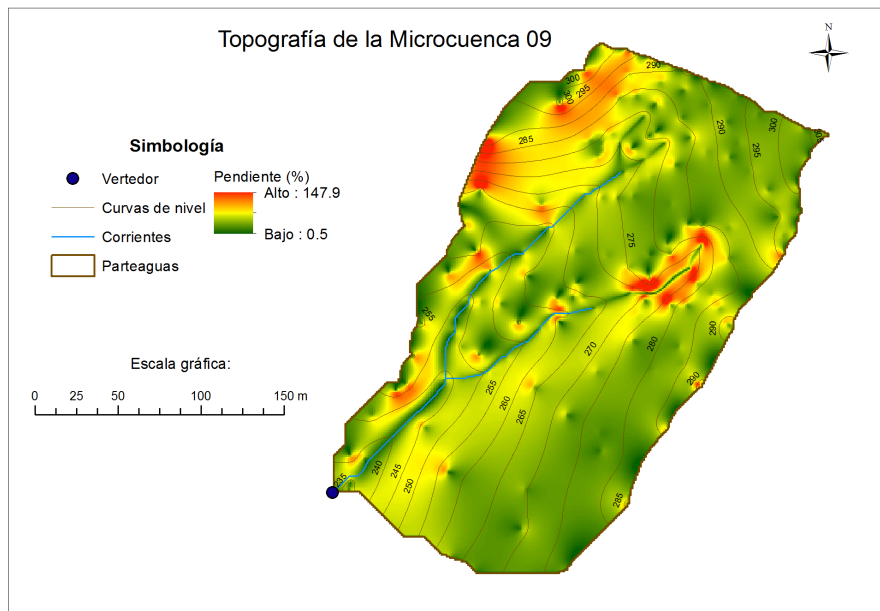 Topografía de la Microcuenca 09
N
Simbología
Vertedor
Curvas de nivel
Corrientes
Parteaguas
Pendiente (%)
Alto : 147.9
Bajo : 0.5
Escala gráfica:
0 25 50 100 150 m
300
290
295
300
285
290
295
300
305
275
255
290
270
280
290
255
260
265
235
240
245
250
285